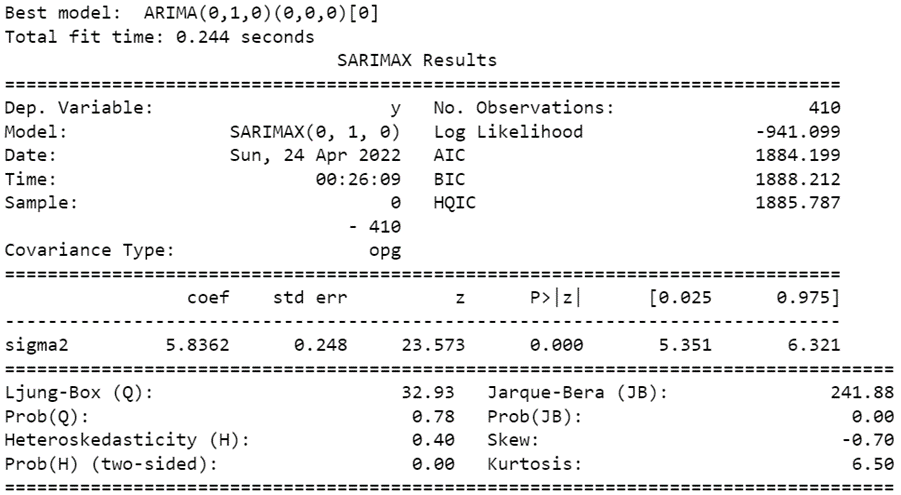 Best model:  ARIMA(0,1,0)(0,0,0)[0]
Total fit time: 0.244 seconds
                               SARIMAX Results
==============================================================================
Dep. Variable:                      y   No. Observations:                  410
Model:               SARIMAX(0, 1, 0)   Log Likelihood                -941.099
Date:                Sun, 24 Apr 2022   AIC                           1884.199
Time:                        00:26:09   BIC                           1888.212
Sample:                             0   HQIC                          1885.787
                                - 410
Covariance Type:                  opg
==============================================================================
                 coef    std err          z      P>|z|      [0.025      0.975]
------------------------------------------------------------------------------
sigma2         5.8362      0.248     23.573      0.000       5.351       6.321
===================================================================================
Ljung-Box (Q):                       32.93   Jarque-Bera (JB):               241.88
Prob(Q):                              0.78   Prob(JB):                         0.00
Heteroskedasticity (H):               0.40   Skew:                            -0.70
Prob(H) (two-sided):                  0.00   Kurtosis:                         6.50
===================================================================================